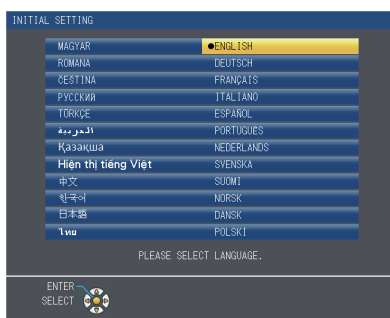 INITIAL SETTING
MAGYAR
●ENGLISH
ROMANA
DEUTSCH
ČEŠTINA
FRANÇAIS
РУССКИЙ
ITALIANO
TÜRKÇE
ESPAÑOL
العربية
PORTUGUÊS
Қазақша
NEDERLANDS
Hiện thị tiếng Việt
SVENSKA
中文
SUOMI
한국어
NORSK
日本語
DANSK
ไทย
POLSKI
PLEASE SELECT LANGUAGE.
ENTER
SELECT